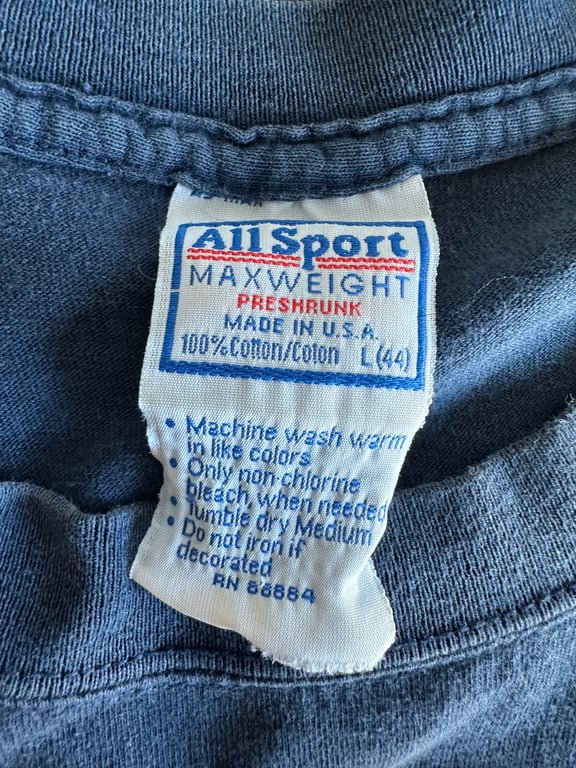 All Sport
MAXWEIGHT
PRESHRUNK
MADE IN U.S.A.
100% Cotton/Coton L (44)
• Machine wash warm
in like colors
• Only non-chlorine
bleach, when needed
• Tumble dry Medium
• Do not iron if
decorated
RN